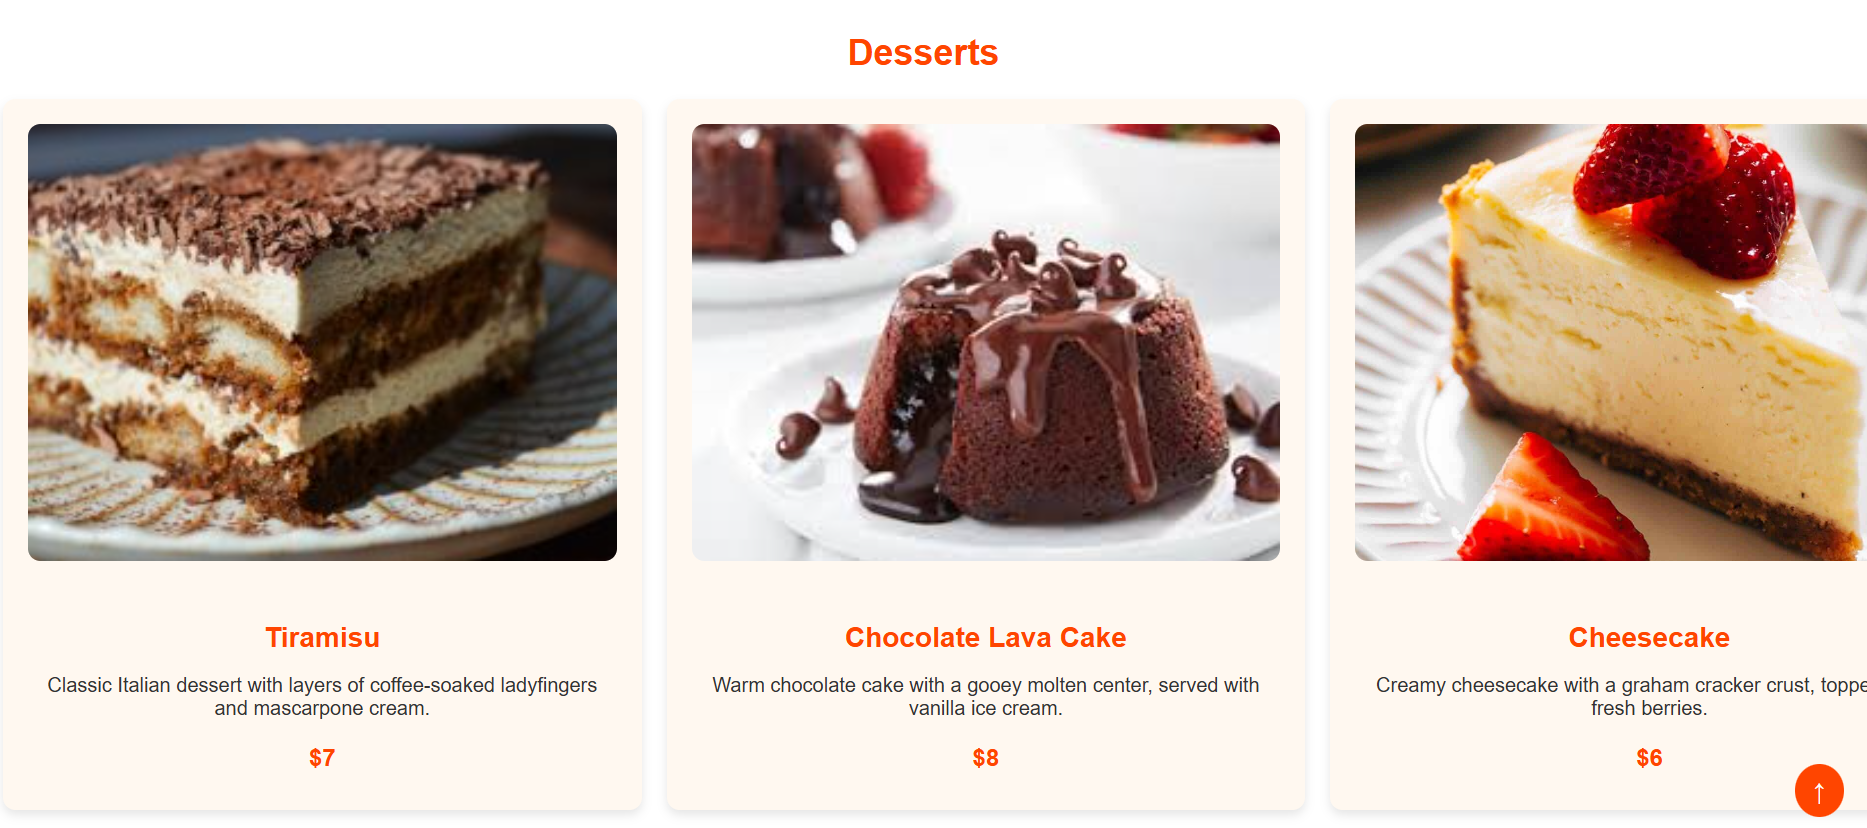 Desserts
Tiramisu
Classic Italian dessert with layers of coffee-soaked ladyfingers
and mascarpone cream.
$7
Chocolate Lava Cake
Warm chocolate cake with a gooey molten center, served with
vanilla ice cream.
$8
Cheesecake
Creamy cheesecake with a graham cracker crust, toppe
fresh berries.
$6
↑